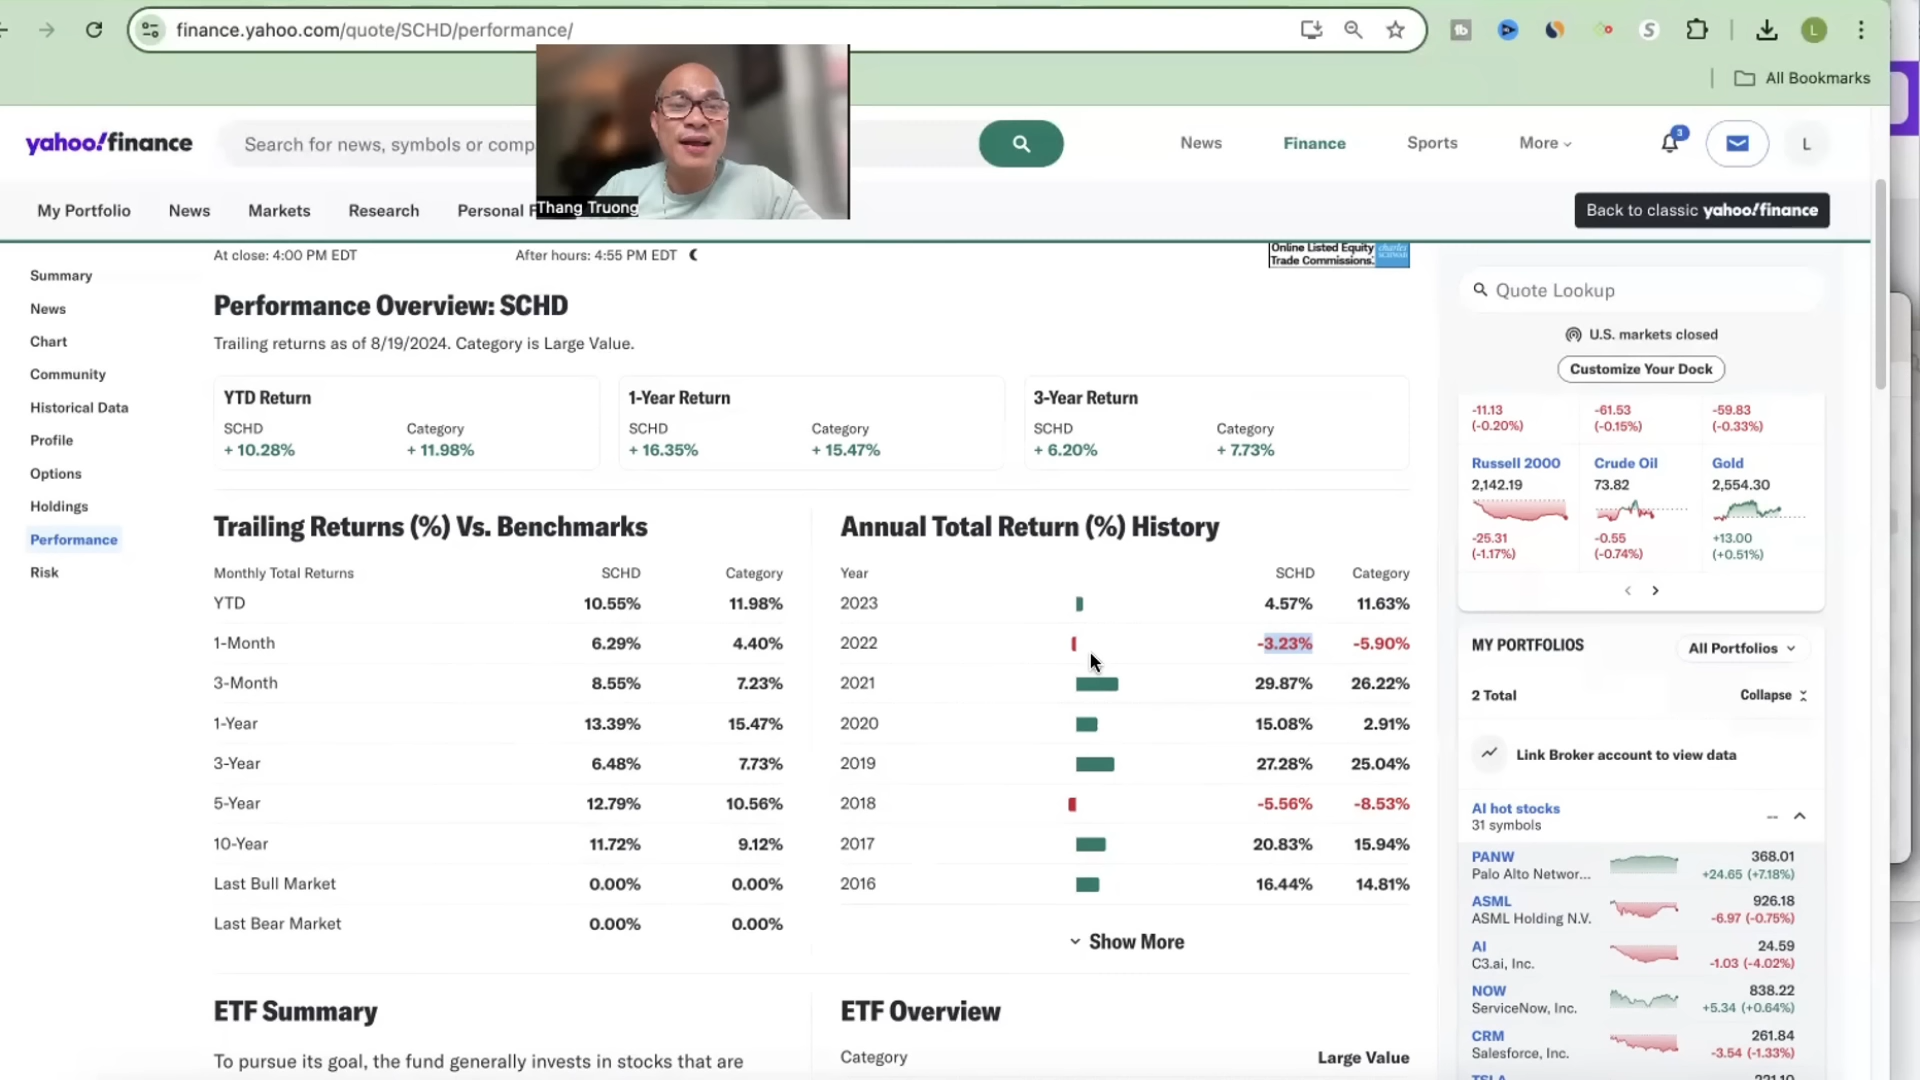 finance.yahoo.com/quote/SCHD/performance/
L
All Bookmarks
yahoo!finance
Search for news, symbols or comp
News
Finance
Sports
More
3
L
My Portfolio
News
Markets
Research
Personal F
Thang Truong
Back to classic yahoo!finance
At close: 4:00 PM EDT
After hours: 4:55 PM EDT
Online Listed Equity
Trade Commissions.
charles
SCHWAB
Summary
News
Chart
Community
Historical Data
Profile
Options
Holdings
Performance
Risk
Performance Overview: SCHD
Trailing returns as of 8/19/2024. Category is Large Value.
YTD Return
SCHD Category
+ 10.28% + 11.98%
1-Year Return
SCHD Category
+ 16.35% + 15.47%
3-Year Return
SCHD Category
+ 6.20% + 7.73%
Trailing Returns (%) Vs. Benchmarks
Monthly Total Returns SCHD Category
YTD 10.55% 11.98%
1-Month 6.29% 4.40%
3-Month 8.55% 7.23%
1-Year 13.39% 15.47%
3-Year 6.48% 7.73%
5-Year 12.79% 10.56%
10-Year 11.72% 9.12%
Last Bull Market 0.00% 0.00%
Last Bear Market 0.00% 0.00%
Annual Total Return (%) History
Year SCHD Category
2023 4.57% 11.63%
2022 -3.23% -5.90%
2021 29.87% 26.22%
2020 15.08% 2.91%
2019 27.28% 25.04%
2018 -5.56% -8.53%
2017 20.83% 15.94%
2016 16.44% 14.81%
Show More
ETF Summary
To pursue its goal, the fund generally invests in stocks that are
ETF Overview
Category Large Value
Quote Lookup
U.S. markets closed
Customize Your Dock
-11.13 -61.53 -59.83
(-0.20%) (-0.15%) (-0.33%)
Russell 2000 Crude Oil Gold
2,142.19 73.82 2,554.30
-25.31 -0.55 +13.00
(-1.17%) (-0.74%) (+0.51%)
MY PORTFOLIOS
All Portfolios
2 Total
Collapse
Link Broker account to view data
AI hot stocks
31 symbols
--
PANW 368.01
Palo Alto Networ... +24.65 (+7.18%)
ASML 926.18
ASML Holding N.V. -6.97 (-0.75%)
AI 24.59
C3.ai, Inc. -1.03 (-4.02%)
NOW 838.22
ServiceNow, Inc. +5.34 (+0.64%)
CRM 261.84
Salesforce, Inc. -3.54 (-1.33%)